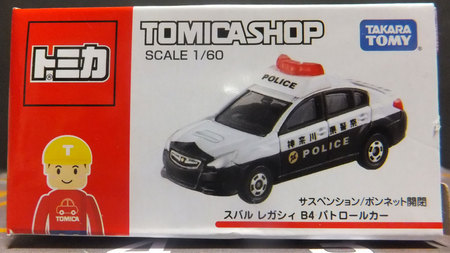 トミカ
TOMICASHOP
SCALE 1/60
TAKARA
TOMY
POLICE
神奈川県警察
POLICE
T
TOMICA
サスペンション/ボンネット開閉
スバル レガシィ B4 パトロールカー